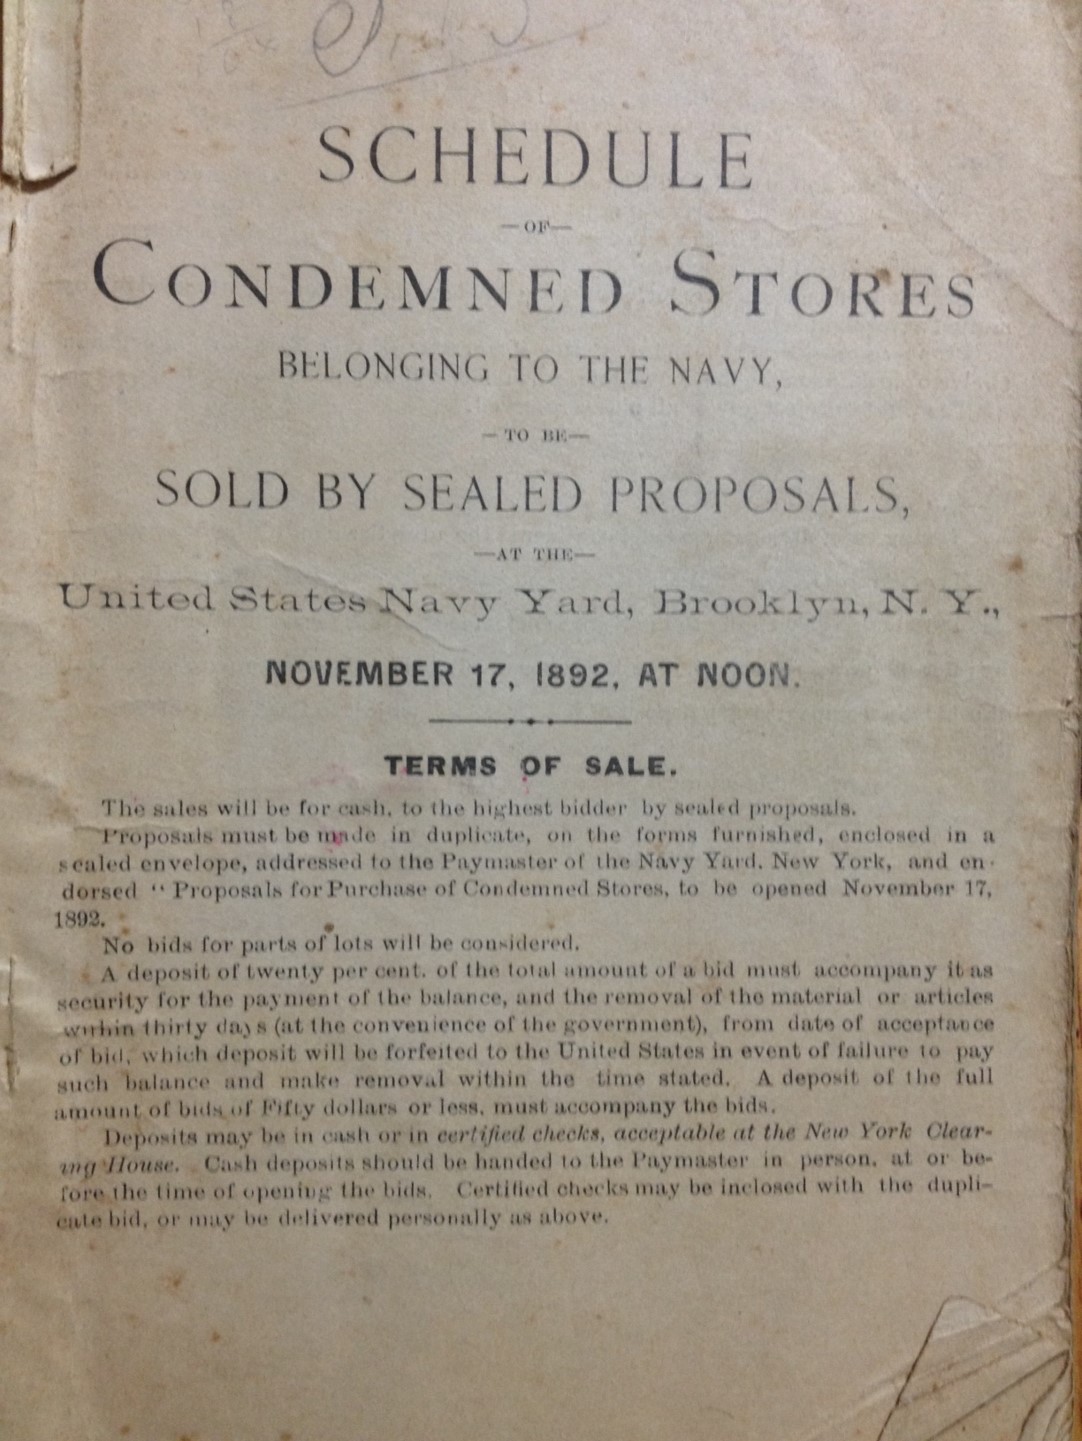 SCHEDULE
—OF—
CONDEMNED STORES
BELONGING TO THE NAVY,
—TO BE—
SOLD BY SEALED PROPOSALS,
—AT THE—
United States Navy Yard, Brooklyn, N. Y.,
NOVEMBER 17, 1892, AT NOON.
TERMS OF SALE.
The sales will be for cash, to the highest bidder by sealed proposals.
Proposals must be made in duplicate, on the forms furnished, enclosed in a
sealed envelope, addressed to the Paymaster of the Navy Yard, New York, and en-
dorsed “ Proposals for Purchase of Condemned Stores, to be opened November 17,
1892.
No bids for parts of lots will be considered.
A deposit of twenty per cent. of the total amount of a bid must accompany it as
security for the payment of the balance, and the removal of the material or articles
within thirty days (at the convenience of the government), from date of acceptance
of bid, which deposit will be forfeited to the United States in event of failure to pay
such balance and make removal within the time stated. A deposit of the full
amount of bids of Fifty dollars or less, must accompany the bids.
Deposits may be in cash or in certified checks, acceptable at the New York Clear-
ing House. Cash deposits should be handed to the Paymaster in person, at or be-
fore the time of opening the bids. Certified checks may be inclosed with the dupli-
cate bid, or may be delivered personally as above.